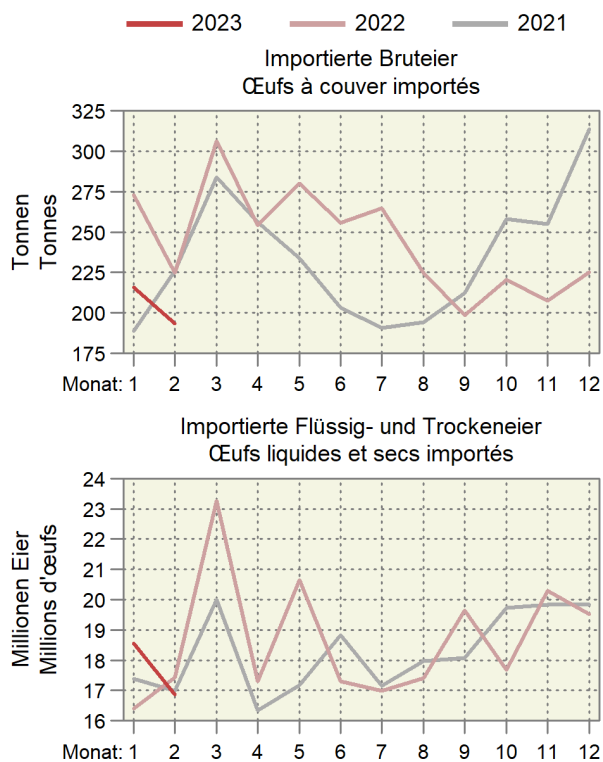 2023 2022 2021
Importierte Bruteier
Œufs à couver importés
Tonnen
Tonnes
325
300
275
250
225
200
175
Monat: 1 2 3 4 5 6 7 8 9 10 11 12
Importierte Flüssig- und Trockeneier
Œufs liquides et secs importés
Millionen Eier
Millions d'œufs
24
23
22
21
20
19
18
17
16
Monat: 1 2 3 4 5 6 7 8 9 10 11 12